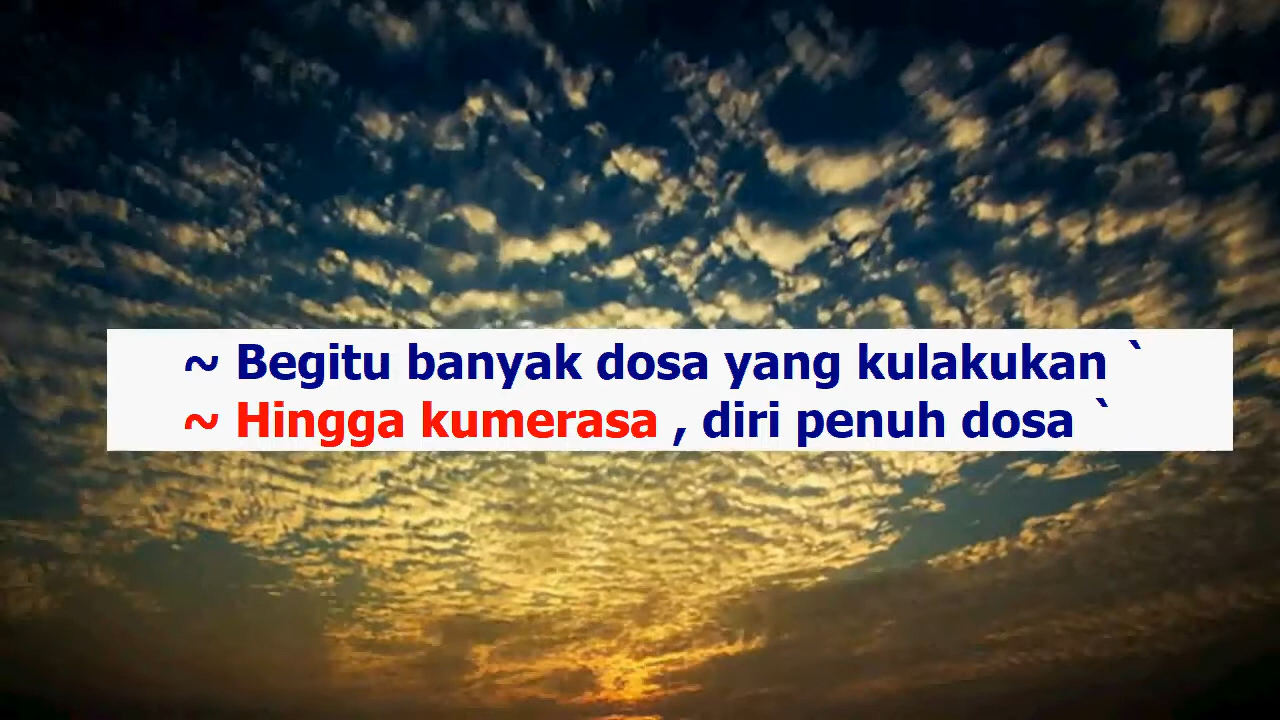 ~ Begitu banyak dosa yang kulakukan `
~ Hingga kumerasa , diri penuh dosa `